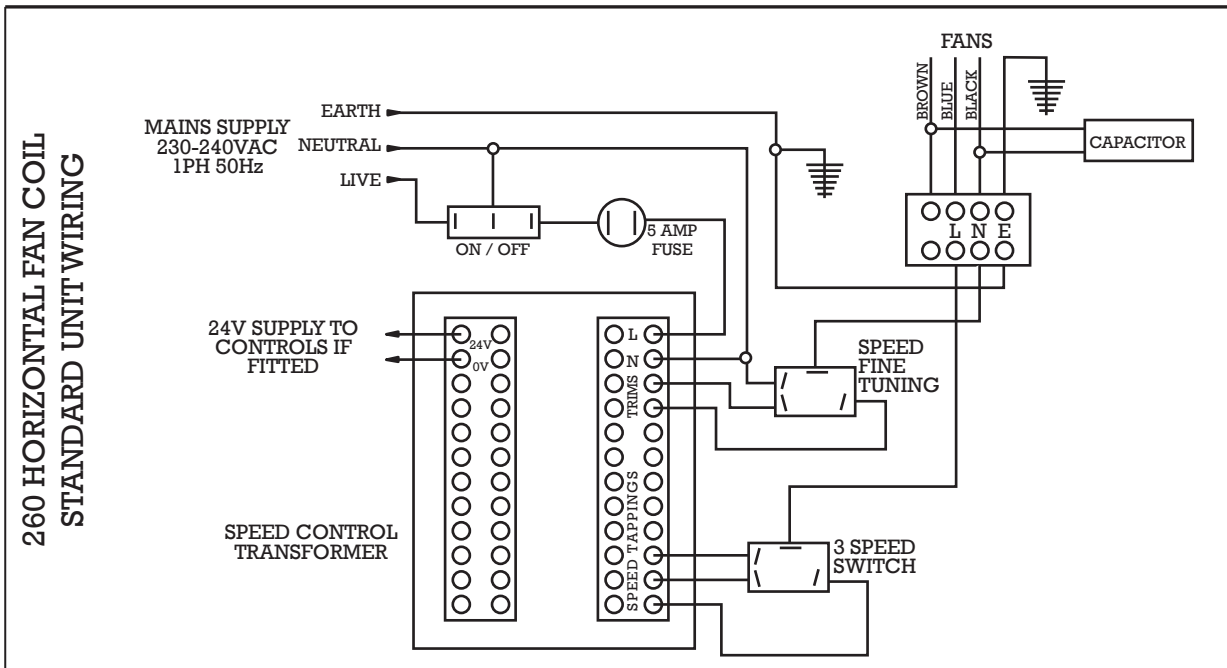 260 HORIZONTAL FAN COIL
STANDARD UNIT WIRING
FANS
BROWN
BLUE
BLACK
CAPACITOR
MAINS SUPPLY
230-240VAC
1PH 50Hz
EARTH
NEUTRAL
LIVE
ON / OFF
5 AMP
FUSE
L N E
24V SUPPLY TO
CONTROLS IF
FITTED
24V
0V
L
N
TRIMS
SPEED TAPPINGS
SPEED
FINE
TUNING
SPEED CONTROL
TRANSFORMER
3 SPEED
SWITCH